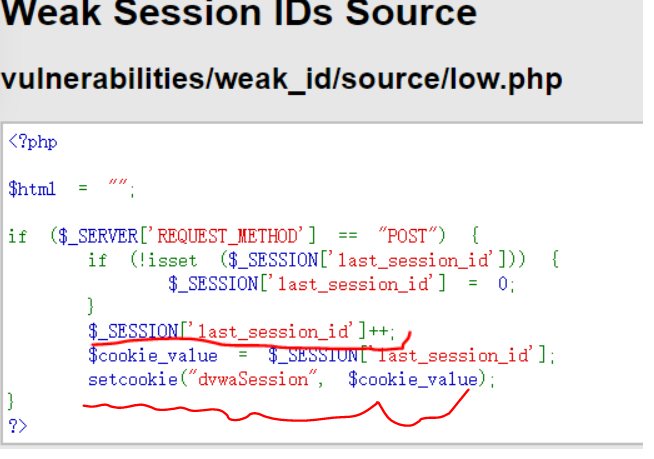 Weak Session IDs Source
vulnerabilities/weak_id/source/low.php
<?php
$html = "";
if ($_SERVER['REQUEST_METHOD'] == "POST") {
if (!isset ($_SESSION['last_session_id'])) {
$_SESSION['last_session_id'] = 0;
}
$_SESSION['last_session_id']++;
$cookie_value = $_SESSION['last_session_id'];
setcookie("dvwaSession", $cookie_value);
}
?>